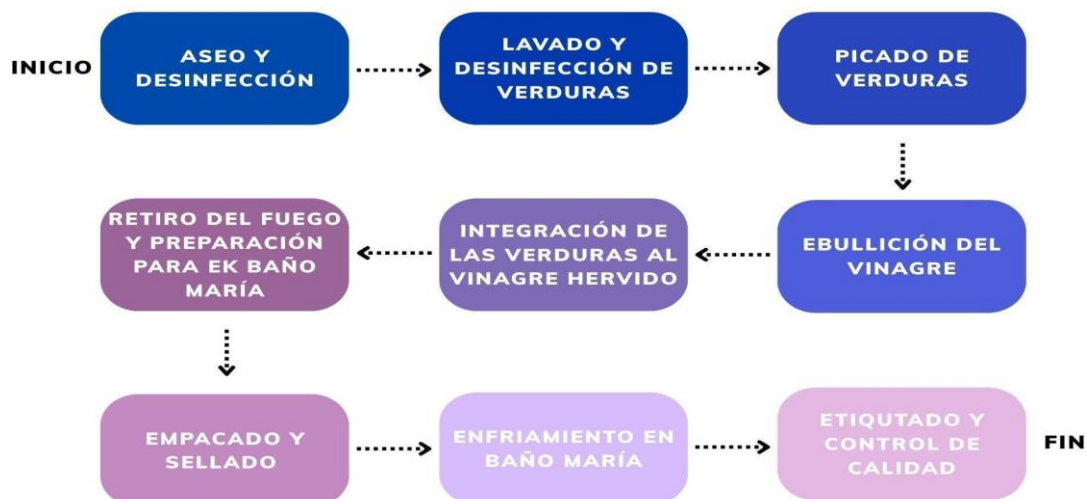 INICIO
ASEO Y
DESINFECCIÓN
LAVADO Y
DESINFECCIÓN DE
VERDURAS
PICADO DE
VERDURAS
EBULLICIÓN DEL
VINAGRE
INTEGRACIÓN DE
LAS VERDURAS AL
VINAGRE HERVIDO
RETIRO DEL FUEGO
Y PREPARACIÓN
PARA EK BAÑO
MARÍA
EMPACADO Y
SELLADO
ENFRIAMIENTO EN
BAÑO MARÍA
ETIQUTADO Y
CONTROL DE
CALIDAD
FIN